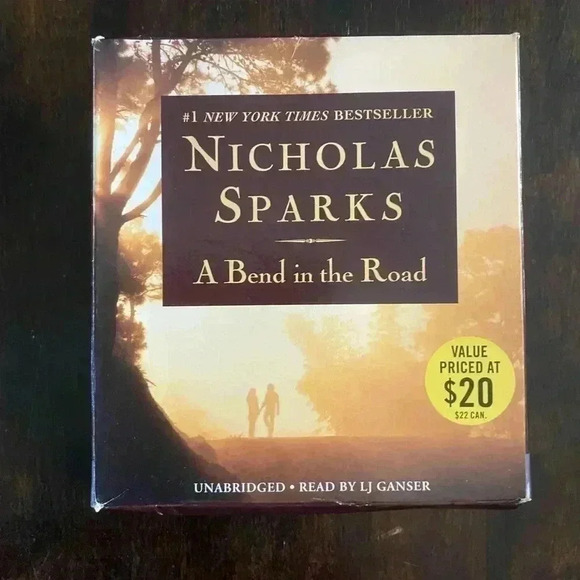 #1 NEW YORK TIMES BESTSELLER
NICHOLAS
SPARKS
A BEND IN THE ROAD
VALUE
PRICED AT
$20
$22 CAN.
UNABRIDGED • READ BY LJ GANSER